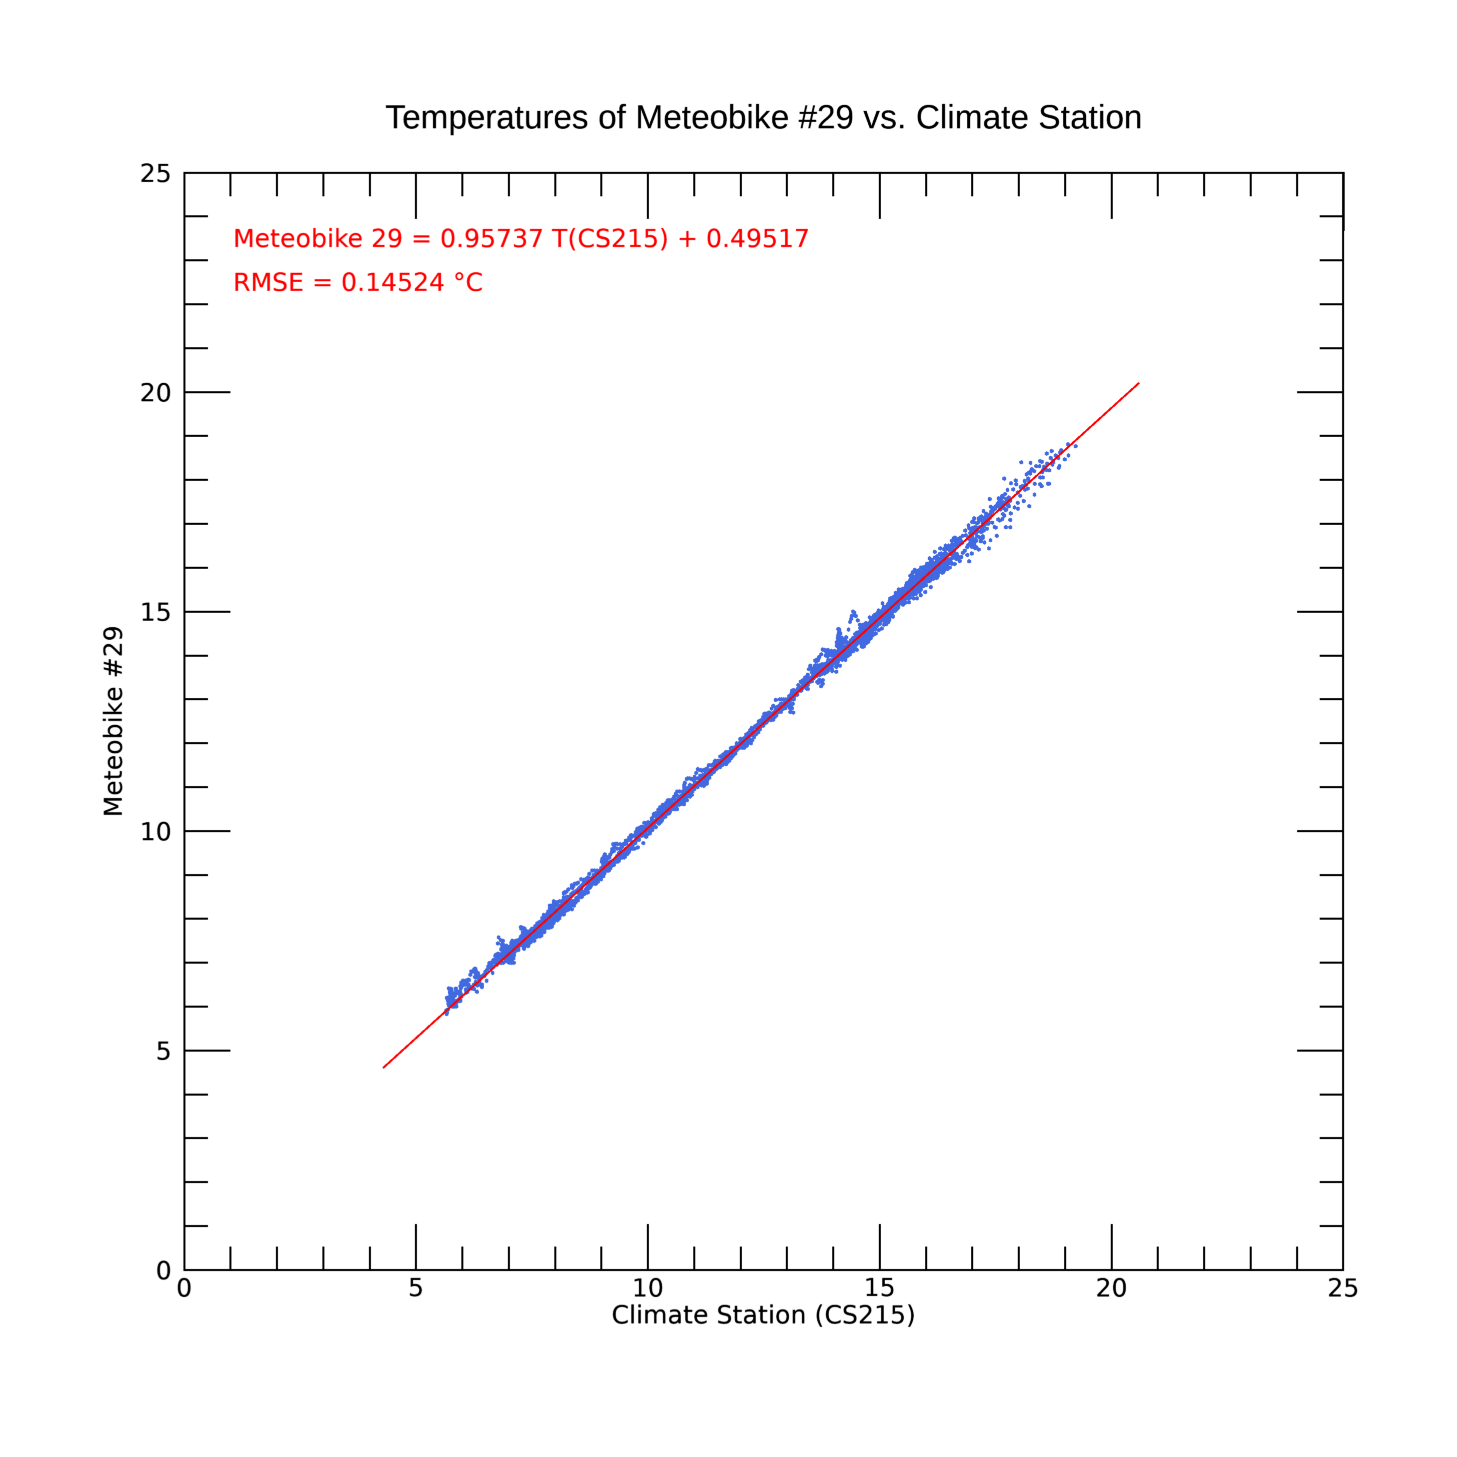 Temperatures of Meteobike #29 vs. Climate Station
25
Meteobike 29 = 0.95737 T(CS215) + 0.49517
RMSE = 0.14524 °C
20
15
Meteobike #29
10
5
0
0 5 10 15 20 25
Climate Station (CS215)